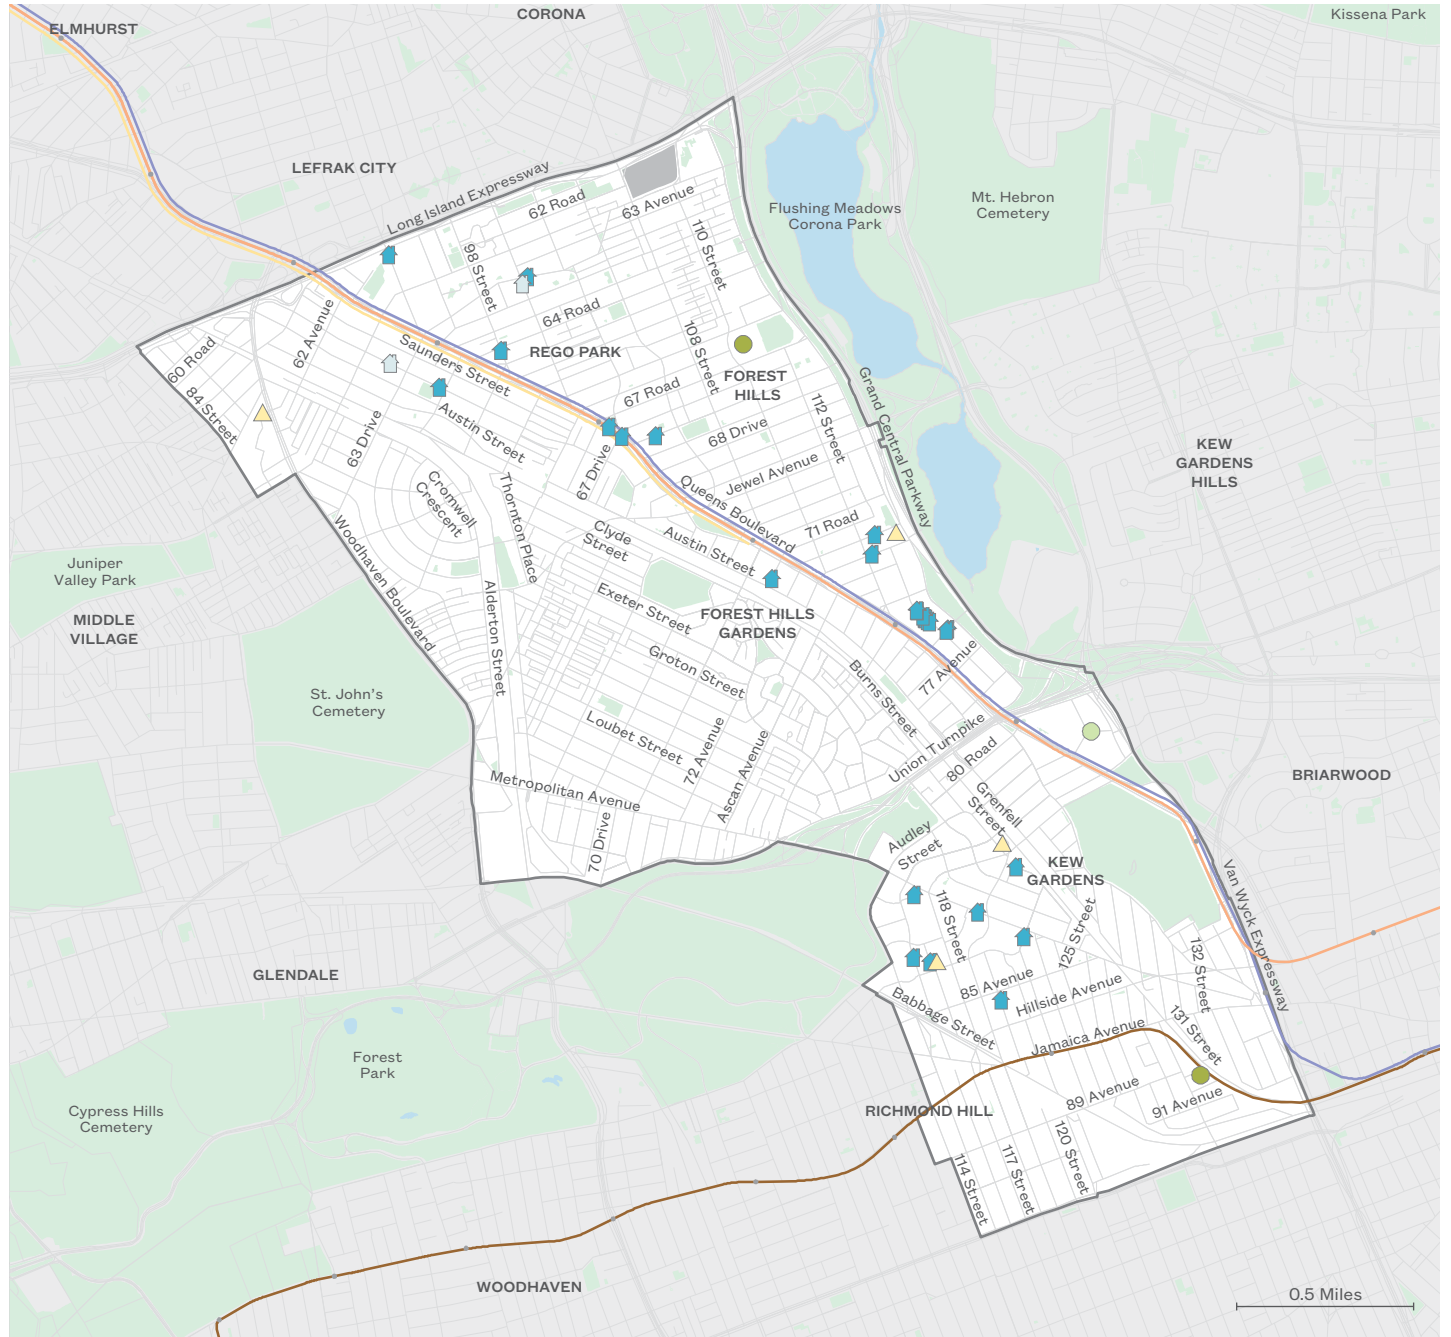 ELMHURST
CORONA
Kissena Park
LEFRAK CITY
Long Island Expressway
62 Road
63 Avenue
110 Street
Flushing Meadows
Corona Park
Mt. Hebron
Cemetery
98 Street
64 Road
62 Avenue
60 Road
84 Street
Saunders Street
REGO PARK
108 Street
FOREST
HILLS
67 Road
Grand Central Parkway
63 Drive
Austin Street
68 Drive
112 Street
KEW
GARDENS
HILLS
Cromwell
Crescent
67 Drive
Jewel Avenue
Queens Boulevard
Thornton Place
71 Road
Clyde
Street
Austin Street
Woodhaven Boulevard
Juniper
Valley Park
MIDDLE
VILLAGE
Alderton Street
Exeter Street
FOREST HILLS
GARDENS
Groton Street
77 Avenue
Burns Street
St. John's
Cemetery
Loubet Street
72 Avenue
Ascan Avenue
Union Turnpike
80 Road
BRIARWOOD
Metropolitan Avenue
Grenfell
Street
70 Drive
Audley
Street
KEW
GARDENS
Van Wyck Expressway
118 Street
125 Street
132 Street
GLENDALE
85 Avenue
Hillside Avenue
Babbage Street
131 Street
Jamaica Avenue
Forest
Park
89 Avenue
91 Avenue
Cypress Hills
Cemetery
RICHMOND HILL
114 Street
117 Street
120 Street
WOODHAVEN
0.5 Miles